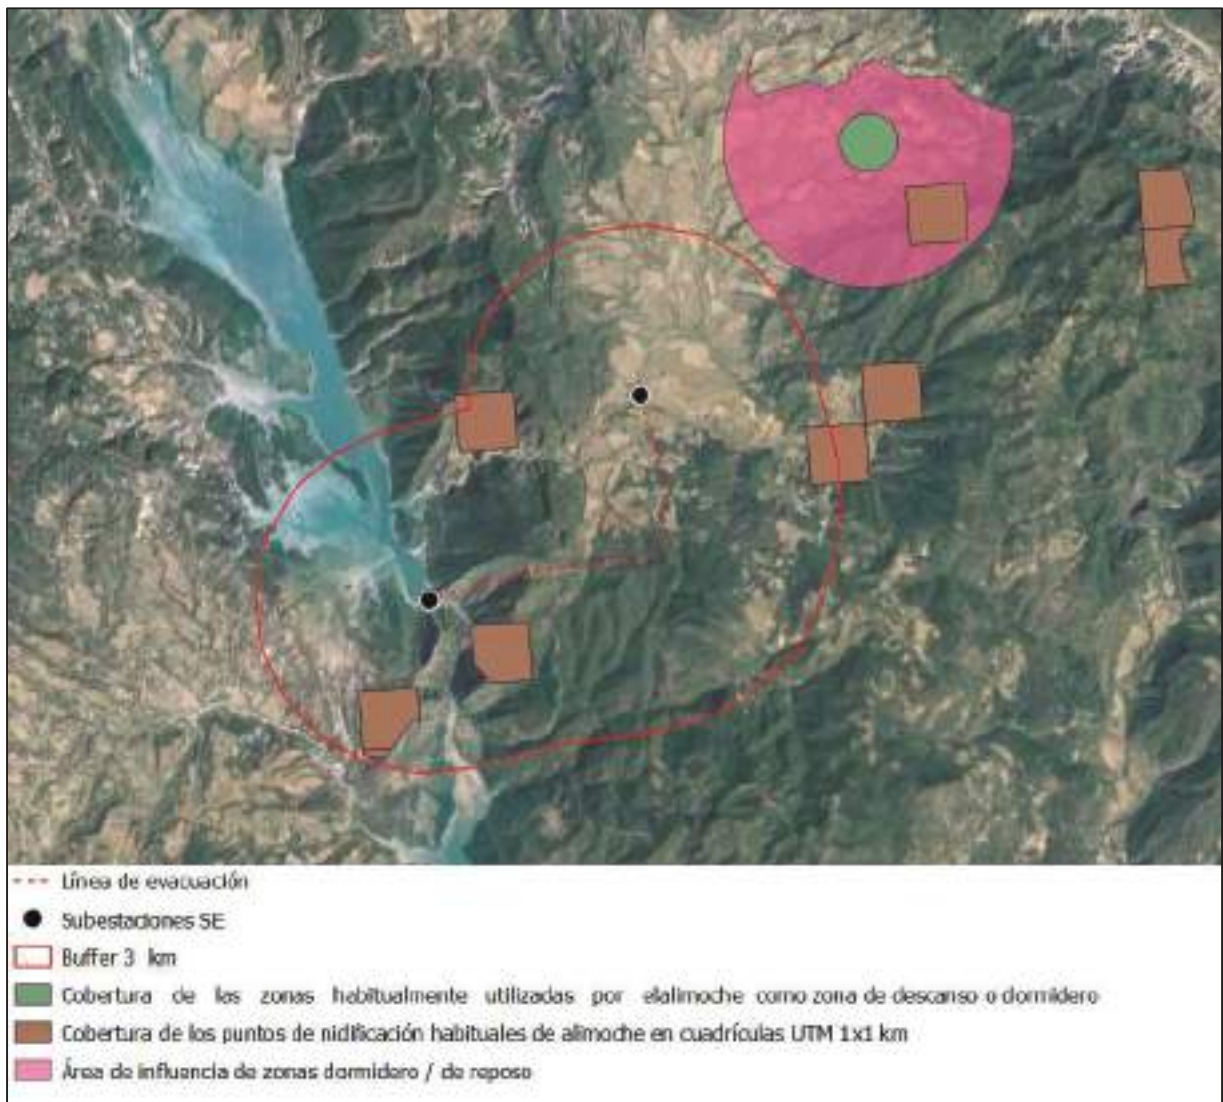 Línea de evacuación
Subestaciones SE
Buffer 3 km
Cobertura de las zonas habitualmente utilizadas por elalimoche como zona de descanso o dormidero
Cobertura de los puntos de nidificación habituales de alimoche en cuadrículas UTM 1x1 km
Área de influencia de zonas dormidero / de reposo